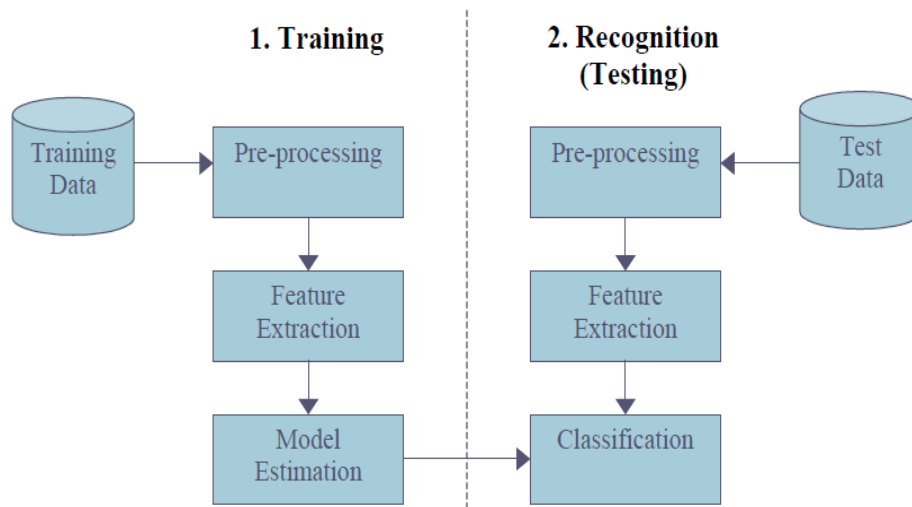 1. Training
2. Recognition
(Testing)
Training
Data
Pre-processing
Pre-processing
Test
Data
Feature
Extraction
Feature
Extraction
Model
Estimation
Classification